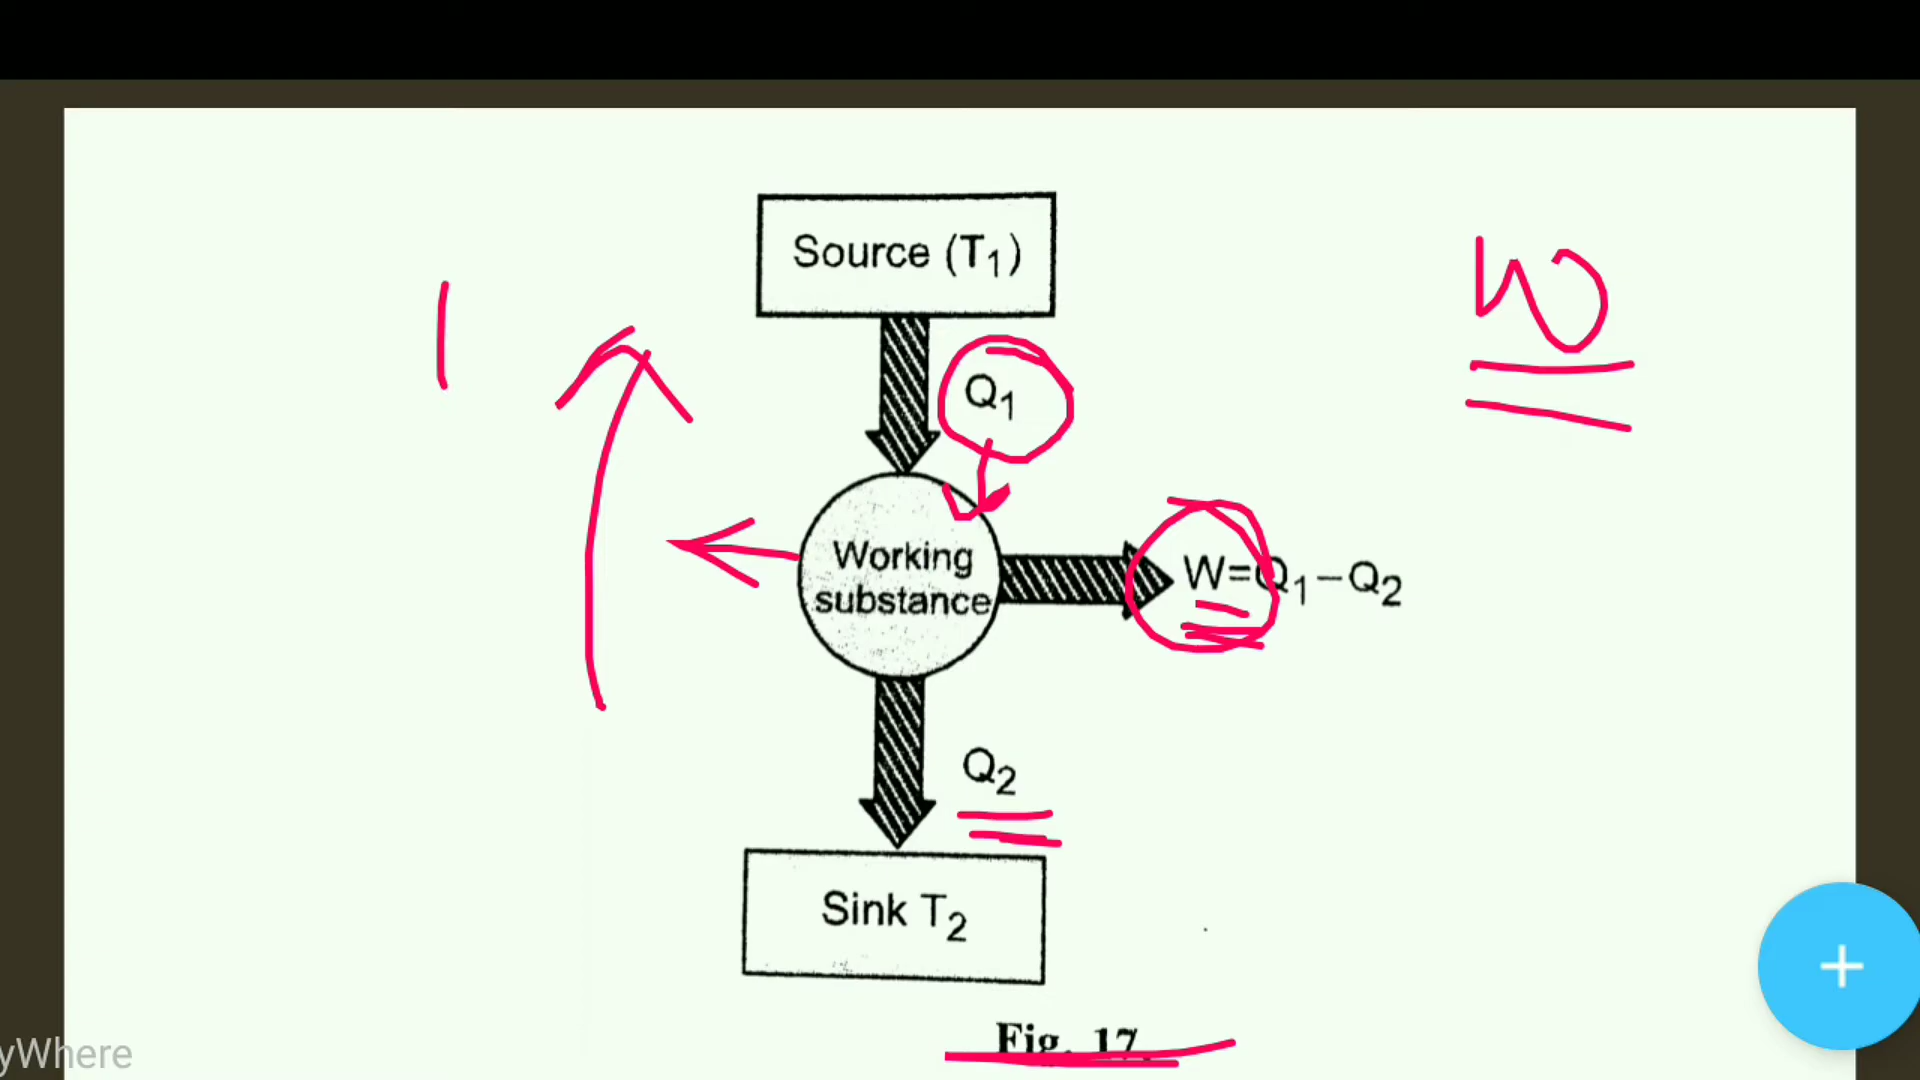 Source (T₁)
W
Q₁
Working
substance
W=Q₁−Q₂
Q₂
Sink T₂
Fig. 17
yWhere